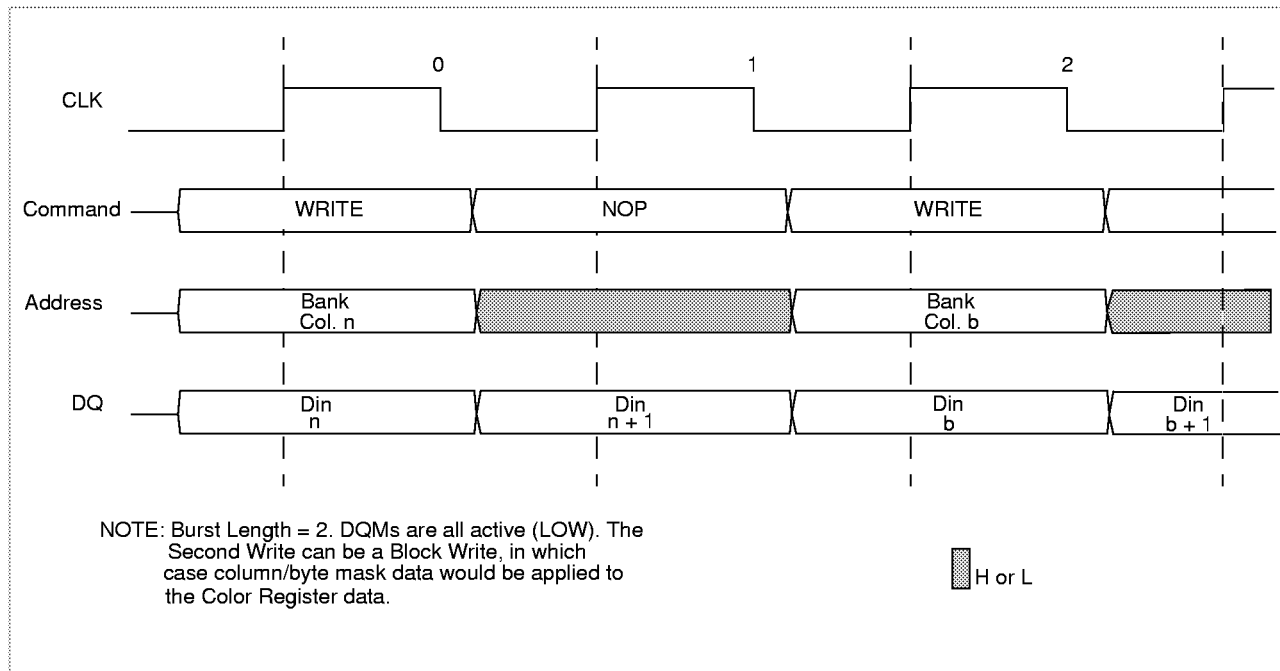 0 1 2
CLK
Command WRITE NOP WRITE
Address Bank Bank
Col. n Col. b
DQ Din Din Din Din
n n + 1 b b + 1
NOTE: Burst Length = 2. DQMs are all active (LOW). The
Second Write can be a Block Write, in which
case column/byte mask data would be applied to
the Color Register data.
H or L